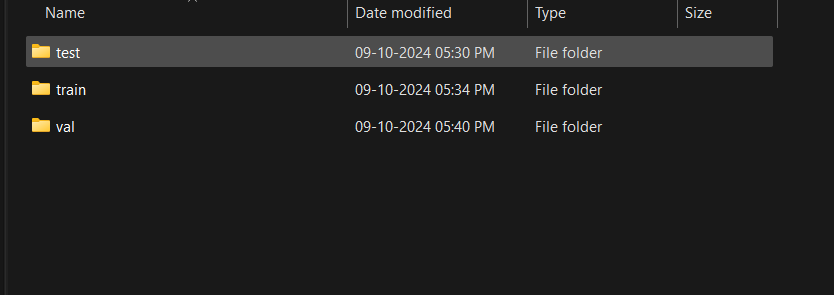 Name Date modified Type Size
test 09-10-2024 05:30 PM File folder
train 09-10-2024 05:34 PM File folder
val 09-10-2024 05:40 PM File folder